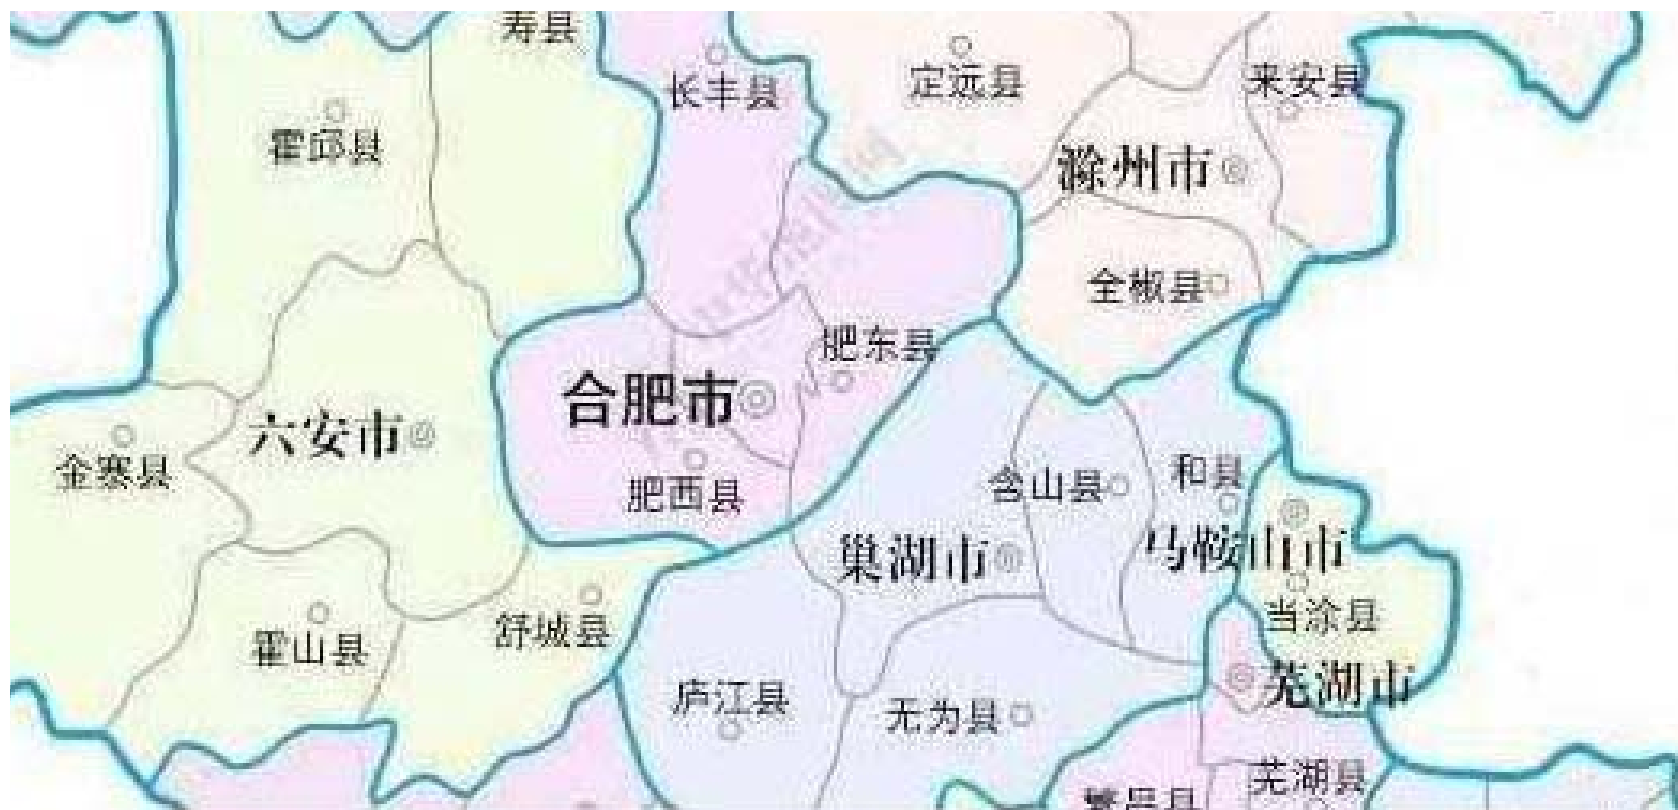 寿县
长丰县
定远县
来安县
霍邱县
滁州市
全椒县
肥东县
合肥市
六安市
金寨县
肥西县
含山县
和县
巢湖市
马鞍山市
当涂县
霍山县
舒城县
芜湖市
庐江县
无为县
芜湖县
繁昌县